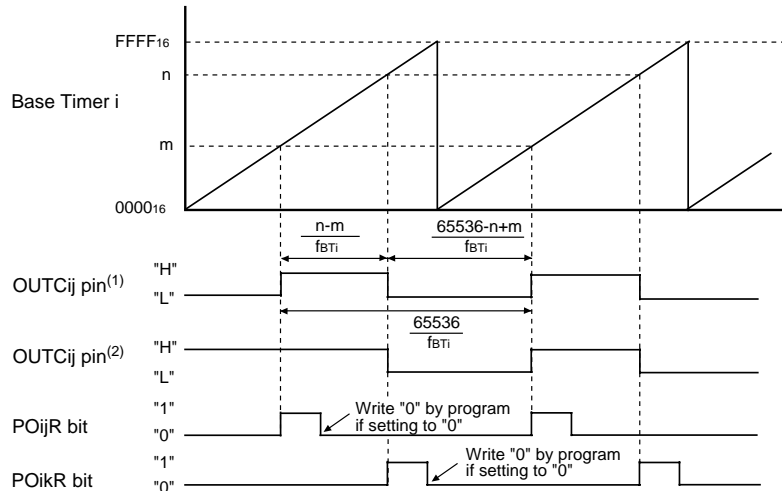 FFFF16
n
Base Timer i
m
000016
n-m
fBTi
65536-n+m
fBTi
"H"
OUTCij pin(1)
"L"
65536
fBTi
"H"
OUTCij pin(2)
"L"
"1"
Write "0" by program
if setting to "0"
POijR bit
"0"
"1"
Write "0" by program
if setting to "0"
POikR bit
"0"